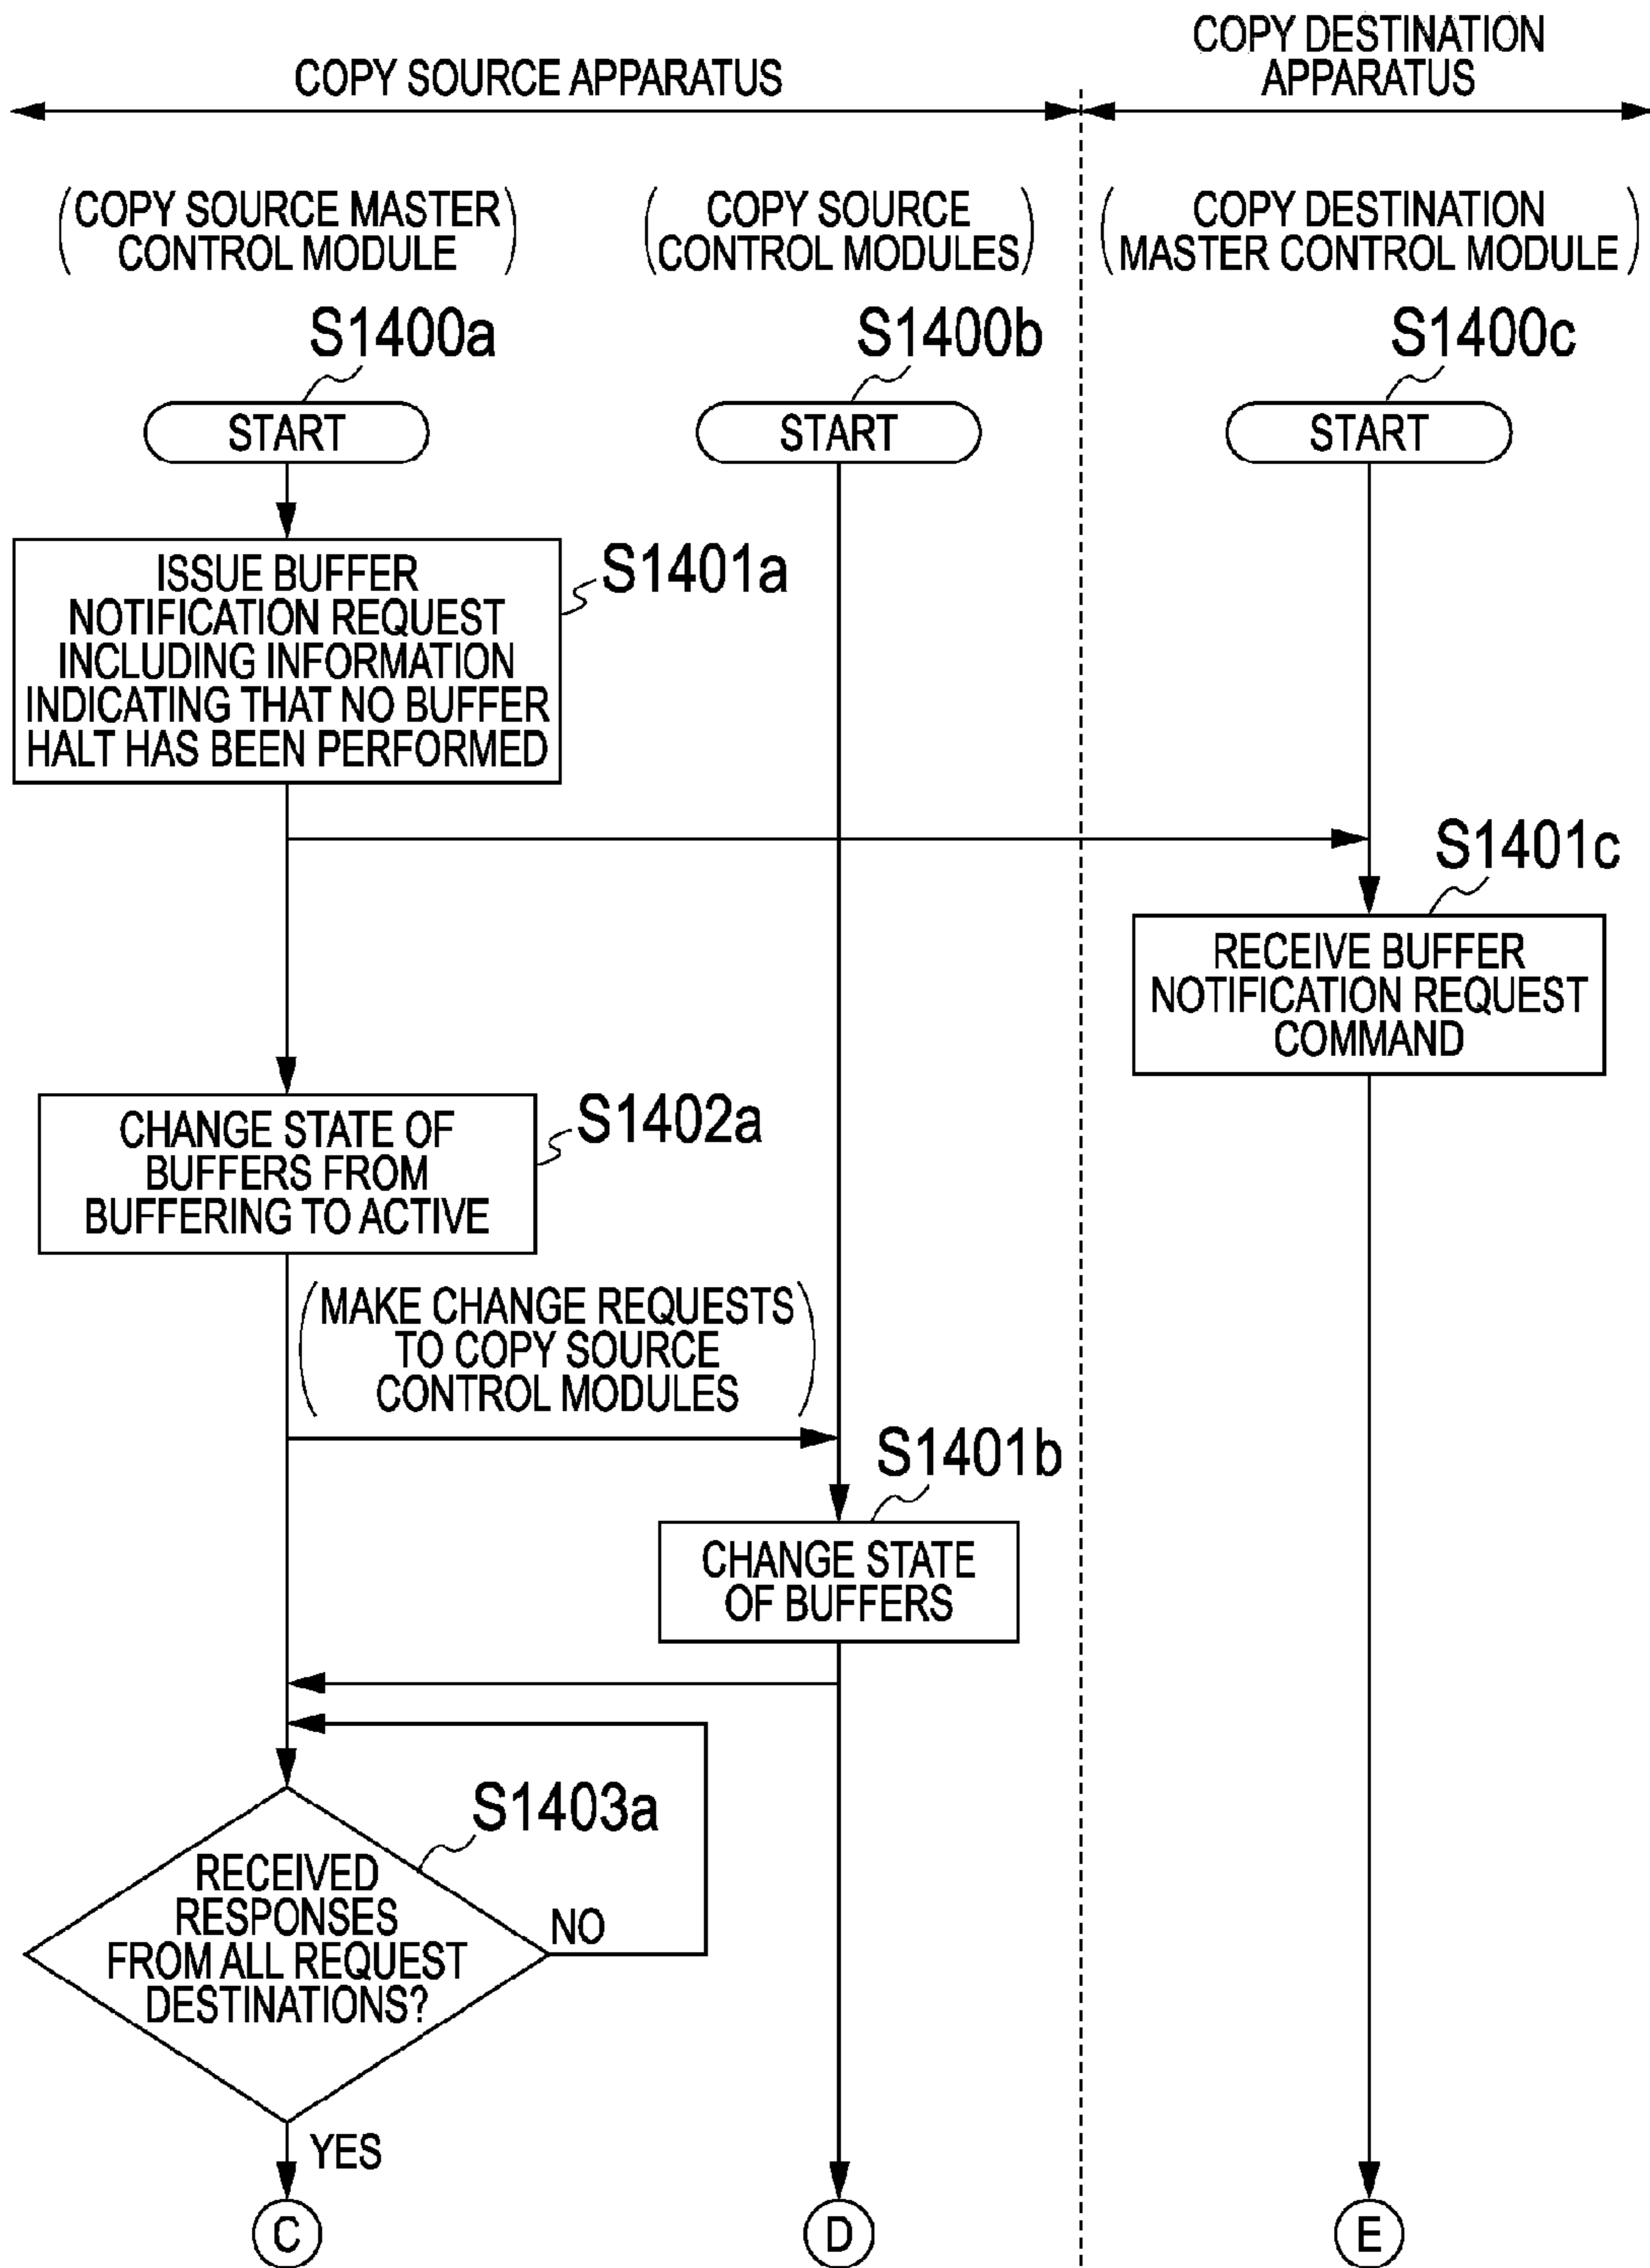 COPY SOURCE APPARATUS
COPY DESTINATION
APPARATUS
(COPY SOURCE MASTER
CONTROL MODULE)
(COPY SOURCE
CONTROL MODULES)
(COPY DESTINATION
MASTER CONTROL MODULE)
S1400a
S1400b
S1400c
START
START
START
ISSUE BUFFER
NOTIFICATION REQUEST
INCLUDING INFORMATION
INDICATING THAT NO BUFFER
HALT HAS BEEN PERFORMED
S1401a
S1401c
RECEIVE BUFFER
NOTIFICATION REQUEST
COMMAND
CHANGE STATE OF
BUFFERS FROM
BUFFERING TO ACTIVE
S1402a
(MAKE CHANGE REQUESTS
TO COPY SOURCE
CONTROL MODULES)
S1401b
CHANGE STATE
OF BUFFERS
S1403a
RECEIVED
RESPONSES
FROM ALL REQUEST
DESTINATIONS?
NO
YES
C
D
E